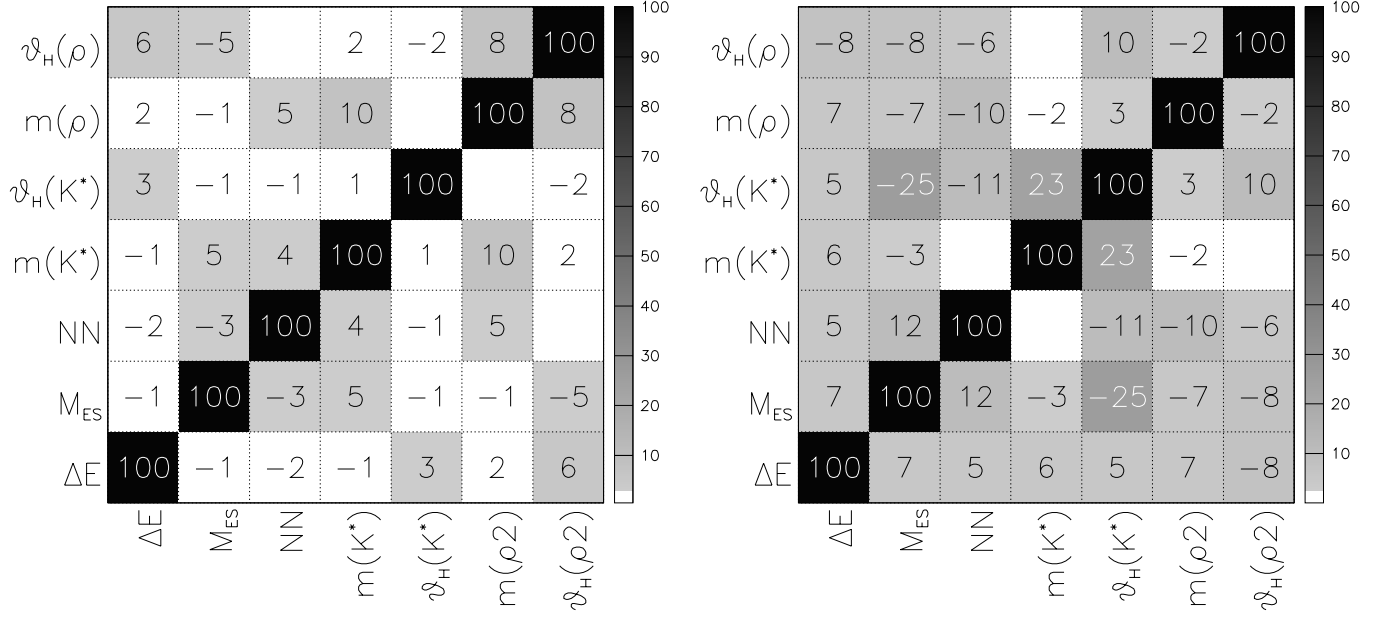 ϑH(ρ) 6 −5 2 −2 8 100
m(ρ) 2 −1 5 10 100 8
ϑH(K*) 3 −1 −1 1 100 −2
m(K*) −1 5 4 100 1 10 2
NN −2 −3 100 4 −1 5
MES −1 100 −3 5 −1 −1 −5
ΔE 100 −1 −2 −1 3 2 6
ΔE MES NN m(K*) ϑH(K*) m(ρ2) ϑH(ρ2)
100
90
80
70
60
50
40
30
20
10
ϑH(ρ) −8 −8 −6 10 −2 100
m(ρ) 7 −7 −10 −2 3 100 −2
ϑH(K*) 5 −25 −11 23 100 3 10
m(K*) 6 −3 100 23 −2
NN 5 12 100 −11 −10 −6
MES 7 100 12 −3 −25 −7 −8
ΔE 100 7 5 6 5 7 −8
ΔE MES NN m(K*) ϑH(K*) m(ρ2) ϑH(ρ2)
100
90
80
70
60
50
40
30
20
10